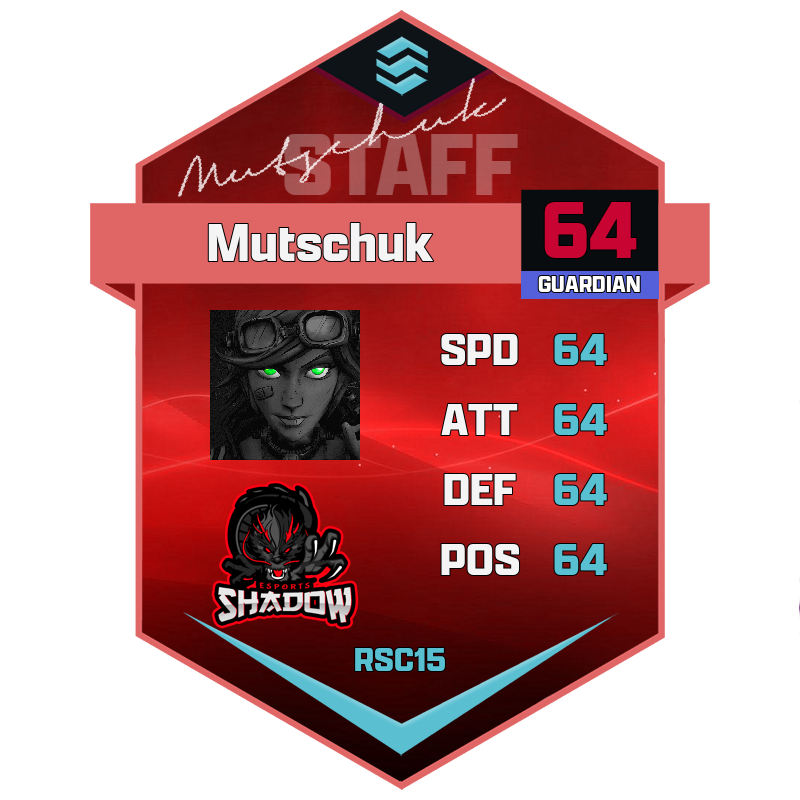 Mutschuk
STAFF
Mutschuk
64
GUARDIAN
SPD 64
ATT 64
DEF 64
POS 64
ESPORTS
SHADOW
RSC15